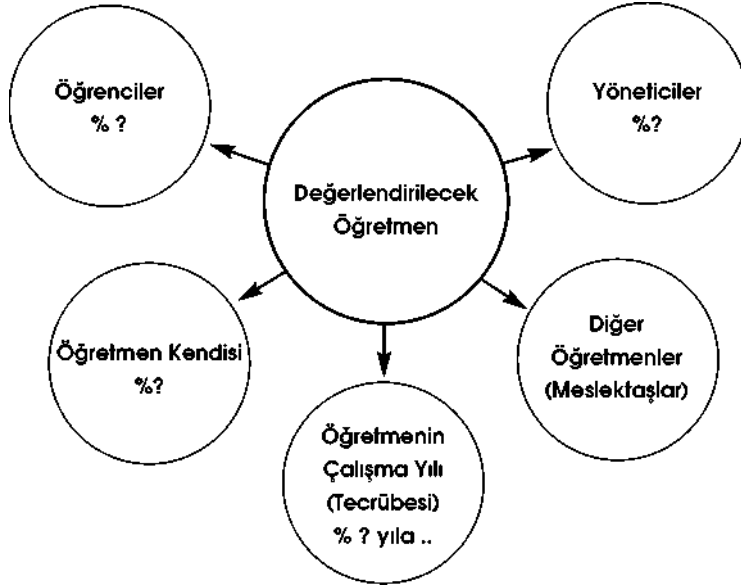 Öğrenciler
% ?
Yöneticiler
%?
Değerlendirilecek
Öğretmen
Öğretmen Kendisi
%?
Diğer
Öğretmenler
(Meslektaşlar)
Öğretmenin
Çalışma Yılı
(Tecrübesi)
% ? yıla ..